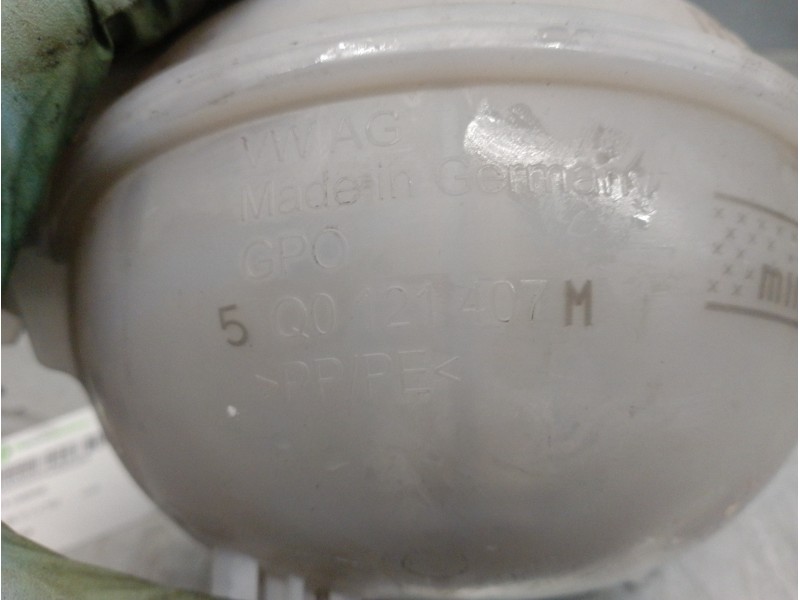 VW AG
Made in Germany
GPO
5 Q0 121 407 M
>PP/PE<